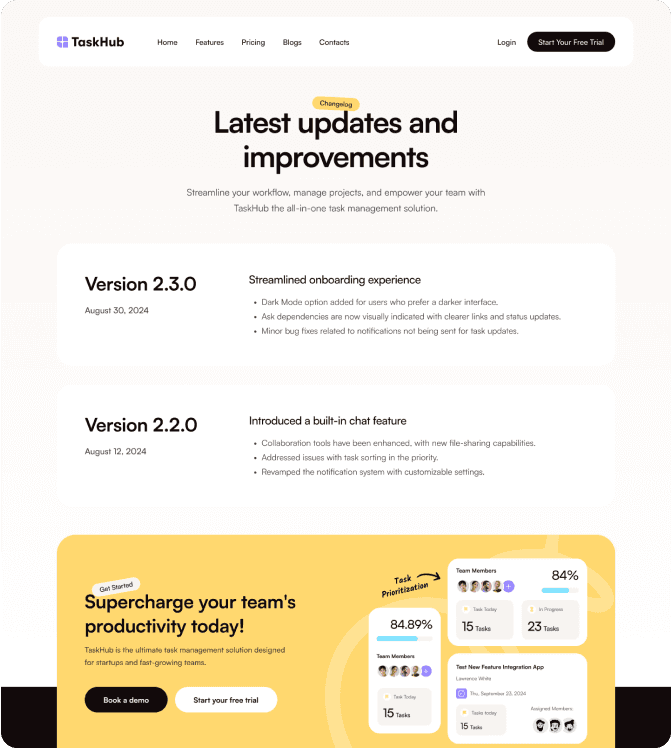 TaskHub
Home
Features
Pricing
Blogs
Contacts
Login
Start Your Free Trial
Changelog
Latest updates and
improvements
Streamline your workflow, manage projects, and empower your team with
TaskHub the all-in-one task management solution.
Version 2.3.0
August 30, 2024
Streamlined onboarding experience
• Dark Mode option added for users who prefer a darker interface.
• Ask dependencies are now visually indicated with clearer links and status updates.
• Minor bug fixes related to notifications not being sent for task updates.
Version 2.2.0
August 12, 2024
Introduced a built-in chat feature
• Collaboration tools have been enhanced, with new file-sharing capabilities.
• Addressed issues with task sorting in the priority.
• Revamped the notification system with customizable settings.
Get Started
Supercharge your team's
productivity today!
TaskHub is the ultimate task management solution designed
for startups and fast-growing teams.
Book a demo
Start your free trial
Task
Prioritization
84.89%
Team Members
Task Today
15 Tasks
Team Members
84%
Task Today
15 Tasks
In Progress
23 Tasks
Test New Feature Integration App
Lawrence White
Thu, September 23, 2024
Tasks today
15 Tasks
Assigned Members